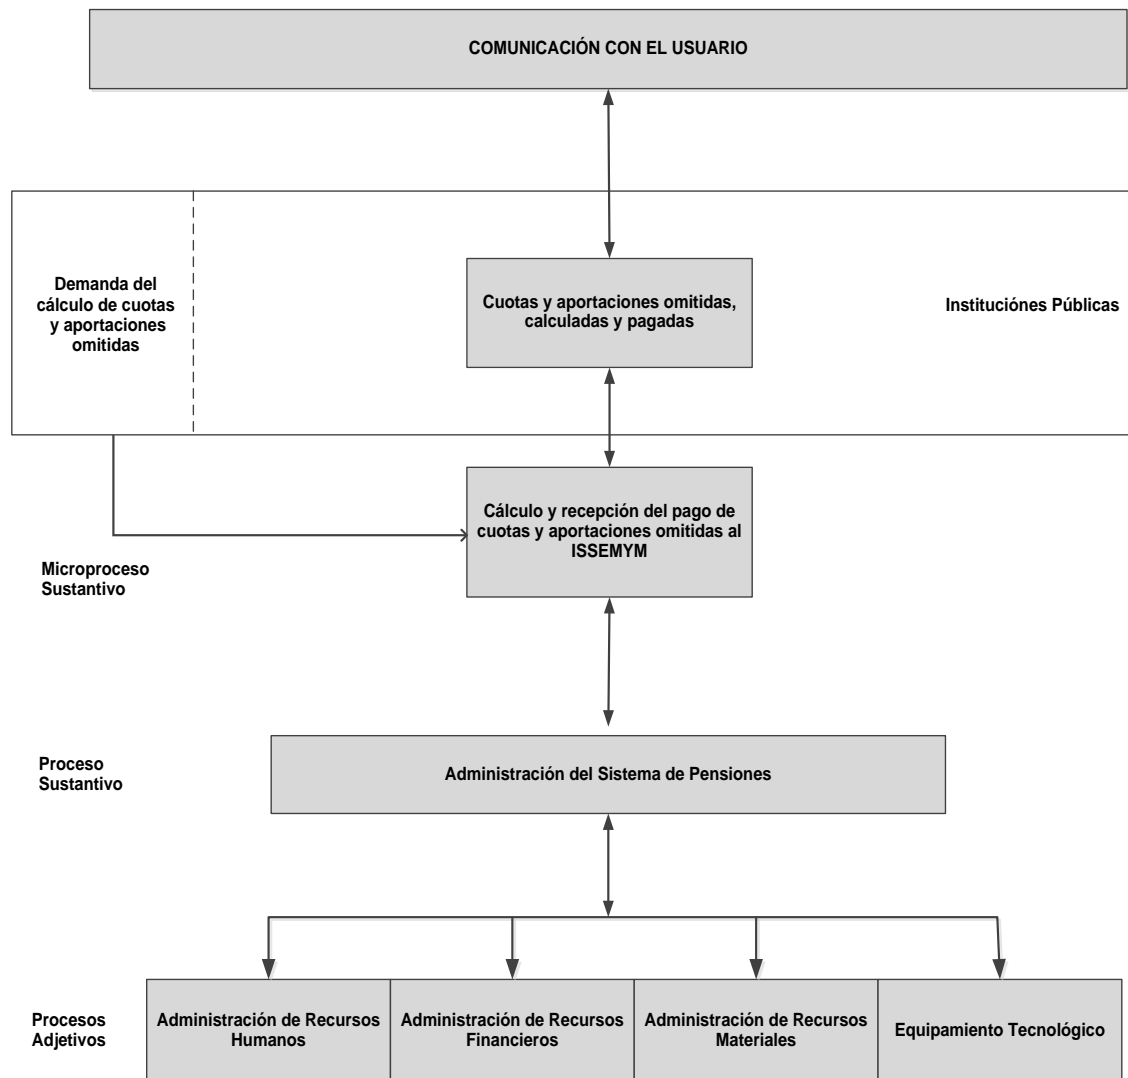 COMUNICACIÓN CON EL USUARIO
Demanda del
cálculo de cuotas
y aportaciones
omitidas
Cuotas y aportaciones omitidas,
calculadas y pagadas
Instituciónes Públicas
Cálculo y recepción del pago de
cuotas y aportaciones omitidas al
ISSEMYM
Microproceso
Sustantivo
Proceso
Sustantivo
Administración del Sistema de Pensiones
Procesos
Adjetivos
Administración de Recursos
Humanos
Administración de Recursos
Financieros
Administración de Recursos
Materiales
Equipamiento Tecnológico